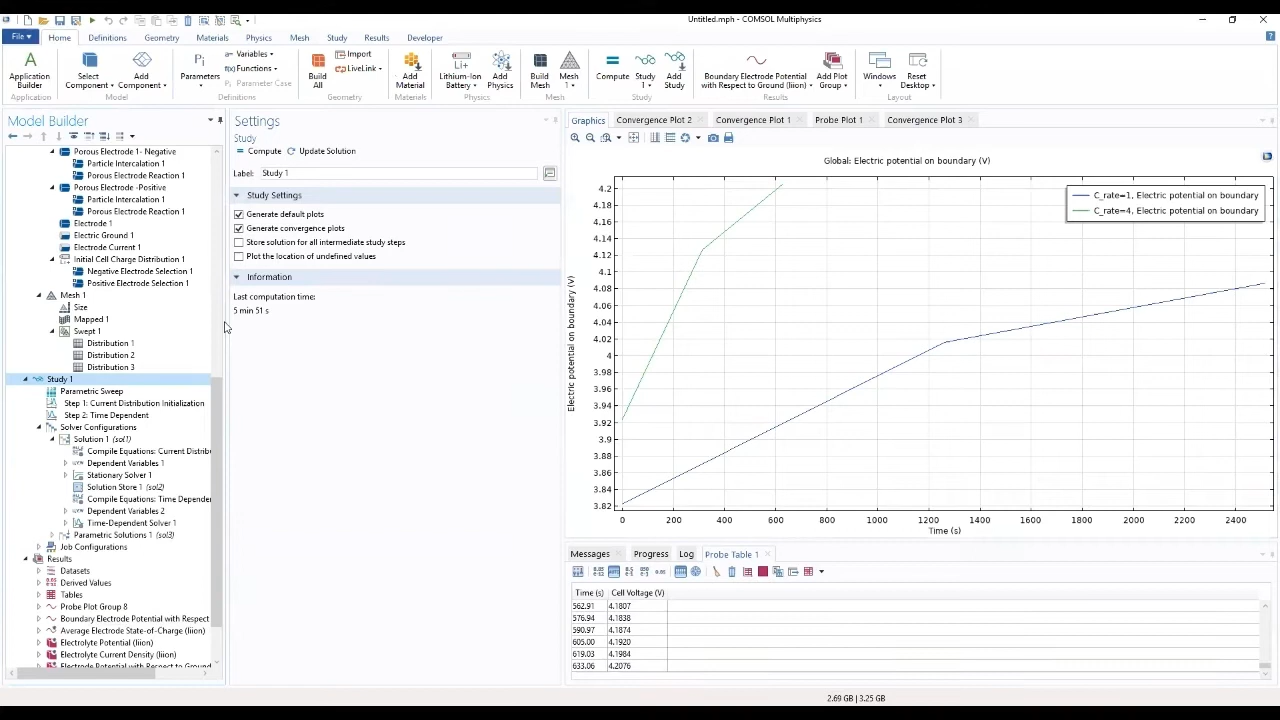 Untitled.mph - COMSOL Multiphysics
File Home Definitions Geometry Materials Physics Mesh Study Results Developer
Application Builder
Application
Select Component
Add Component
Model
Parameters
a= Variables
f(x) Functions
Parameter Case
Definitions
Build All
Import
LiveLink
Geometry
Add Material
Materials
Lithium-Ion Battery
Add Physics
Physics
Build Mesh
Mesh 1
Mesh
Compute
Study 1
Add Study
Study
Boundary Electrode Potential with Respect to Ground (liion)
Add Plot Group
Results
Windows
Reset Desktop
Layout
Model Builder
Porous Electrode 1- Negative
Particle Intercalation 1
Porous Electrode Reaction 1
Porous Electrode -Positive
Particle Intercalation 1
Porous Electrode Reaction 1
Electrode 1
Electric Ground 1
Electrode Current 1
Initial Cell Charge Distribution 1
Negative Electrode Selection 1
Positive Electrode Selection 1
Mesh 1
Size
Mapped 1
Swept 1
Distribution 1
Distribution 2
Distribution 3
Study 1
Parametric Sweep
Step 1: Current Distribution Initialization
Step 2: Time Dependent
Solver Configurations
Solution 1 (sol1)
Compile Equations: Current Distribu
Dependent Variables 1
Stationary Solver 1
Solution Store 1 (sol2)
Compile Equations: Time Depender
Dependent Variables 2
Time-Dependent Solver 1
Parametric Solutions 1 (sol3)
Job Configurations
Results
Datasets
Derived Values
Tables
Probe Plot Group 8
Boundary Electrode Potential with Respect
Average Electrode State-of-Charge (liion)
Electrolyte Potential (liion)
Electrolyte Current Density (liion)
Electrode Potential with Respect to Ground
Settings
Study
= Compute Update Solution
Label: Study 1
Study Settings
Generate default plots
Generate convergence plots
Store solution for all intermediate study steps
Plot the location of undefined values
Information
Last computation time:
5 min 51 s
Graphics Convergence Plot 2 Convergence Plot 1 Probe Plot 1 Convergence Plot 3
Global: Electric potential on boundary (V)
C_rate=1, Electric potential on boundary
C_rate=4, Electric potential on boundary
Electric potential on boundary (V)
4.2
4.18
4.16
4.14
4.12
4.1
4.08
4.06
4.04
4.02
4
3.98
3.96
3.94
3.92
3.9
3.88
3.86
3.84
3.82
0 200 400 600 800 1000 1200 1400 1600 1800 2000 2200 2400
Time (s)
Messages Progress Log Probe Table 1
Time (s) Cell Voltage (V)
562.91 4.1807
576.94 4.1838
590.97 4.1874
605.00 4.1920
619.03 4.1984
633.06 4.2076
2.69 GB | 3.25 GB